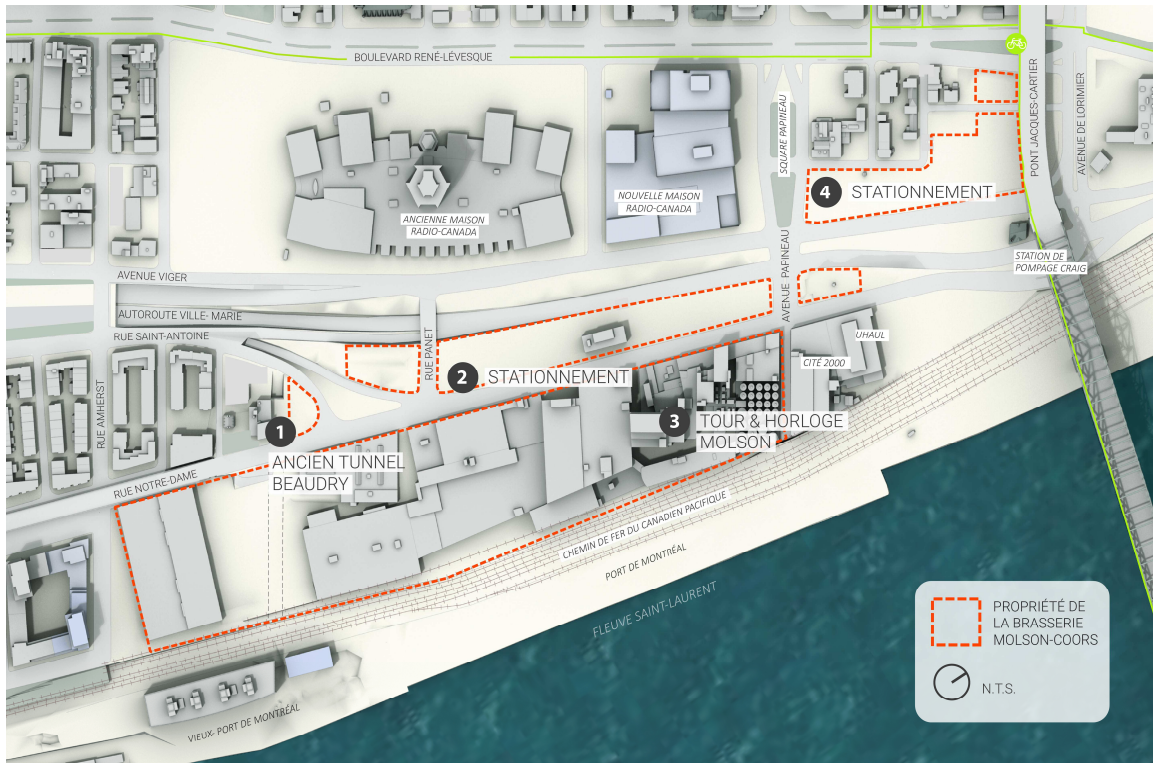 BOULEVARD RENÉ-LÉVESQUE
PONT JACQUES-CARTIER
AVENUE DE LORIMIER
SQUARE PAPINEAU
4 STATIONNEMENT
NOUVELLE MAISON
RADIO-CANADA
ANCIENNE MAISON
RADIO-CANADA
STATION DE
POMPAGE CRAIG
AVENUE VIGER
AVENUE PAPINEAU
AUTOROUTE VILLE- MARIE
RUE SAINT-ANTOINE
RUE PANET
UHAUL
CITÉ 2000
2 STATIONNEMENT
RUE AMHERST
3 TOUR & HORLOGE
MOLSON
1
ANCIEN TUNNEL
BEAUDRY
RUE NOTRE-DAME
CHEMIN DE FER DU CANADIEN PACIFIQUE
PORT DE MONTRÉAL
FLEUVE SAINT-LAURENT
VIEUX- PORT DE MONTRÉAL
PROPRIÉTÉ DE
LA BRASSERIE
MOLSON-COORS
N.T.S.